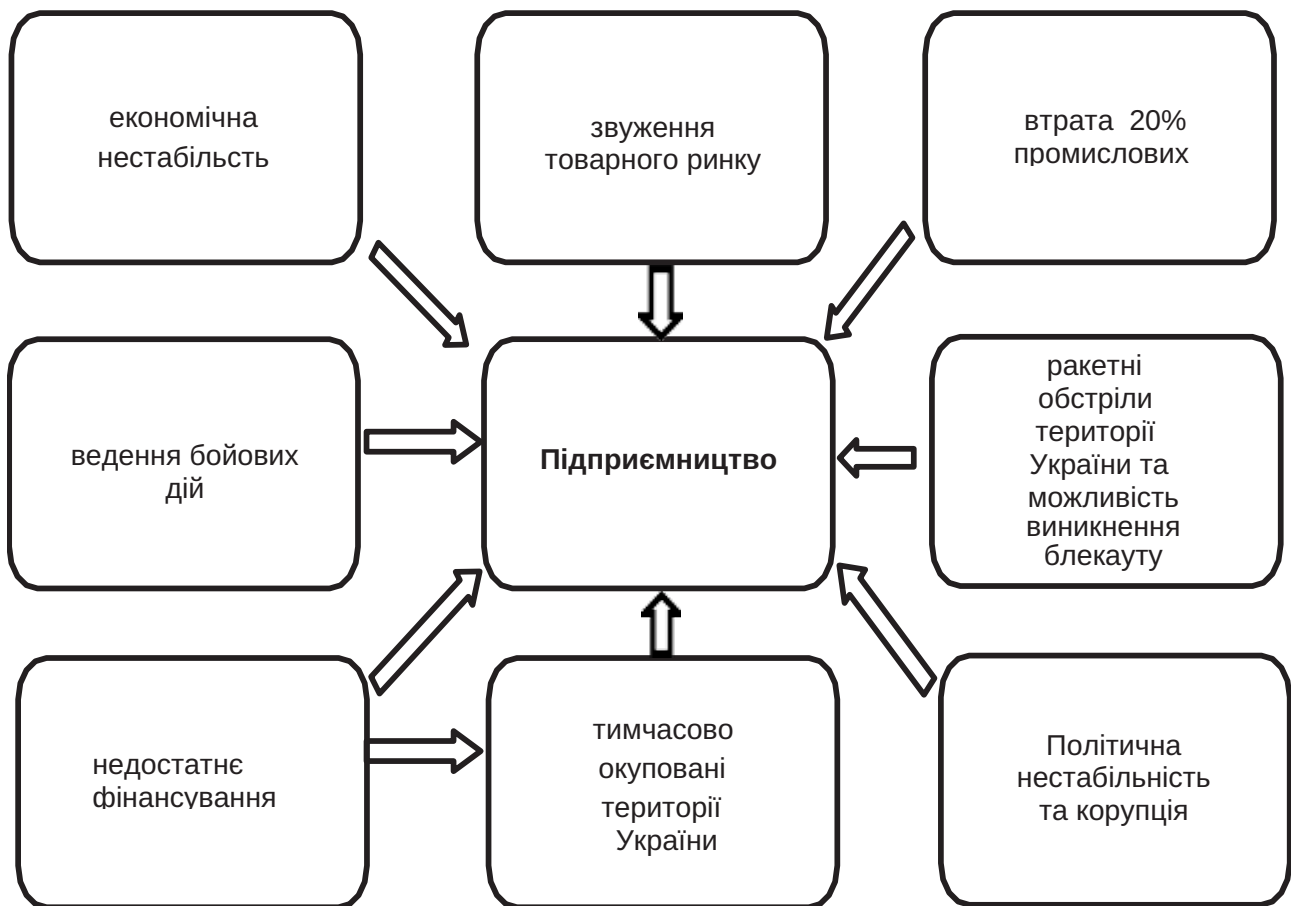 економічна
нестабільсть
звуження
товарного ринку
втрата 20%
промислових
ведення бойових
дій
Підприємництво
ракетні
обстріли
території
України та
можливість
виникнення
блекауту
недостатнє
фінансування
тимчасово
окуповані
території
України
Політична
нестабільність
та корупція